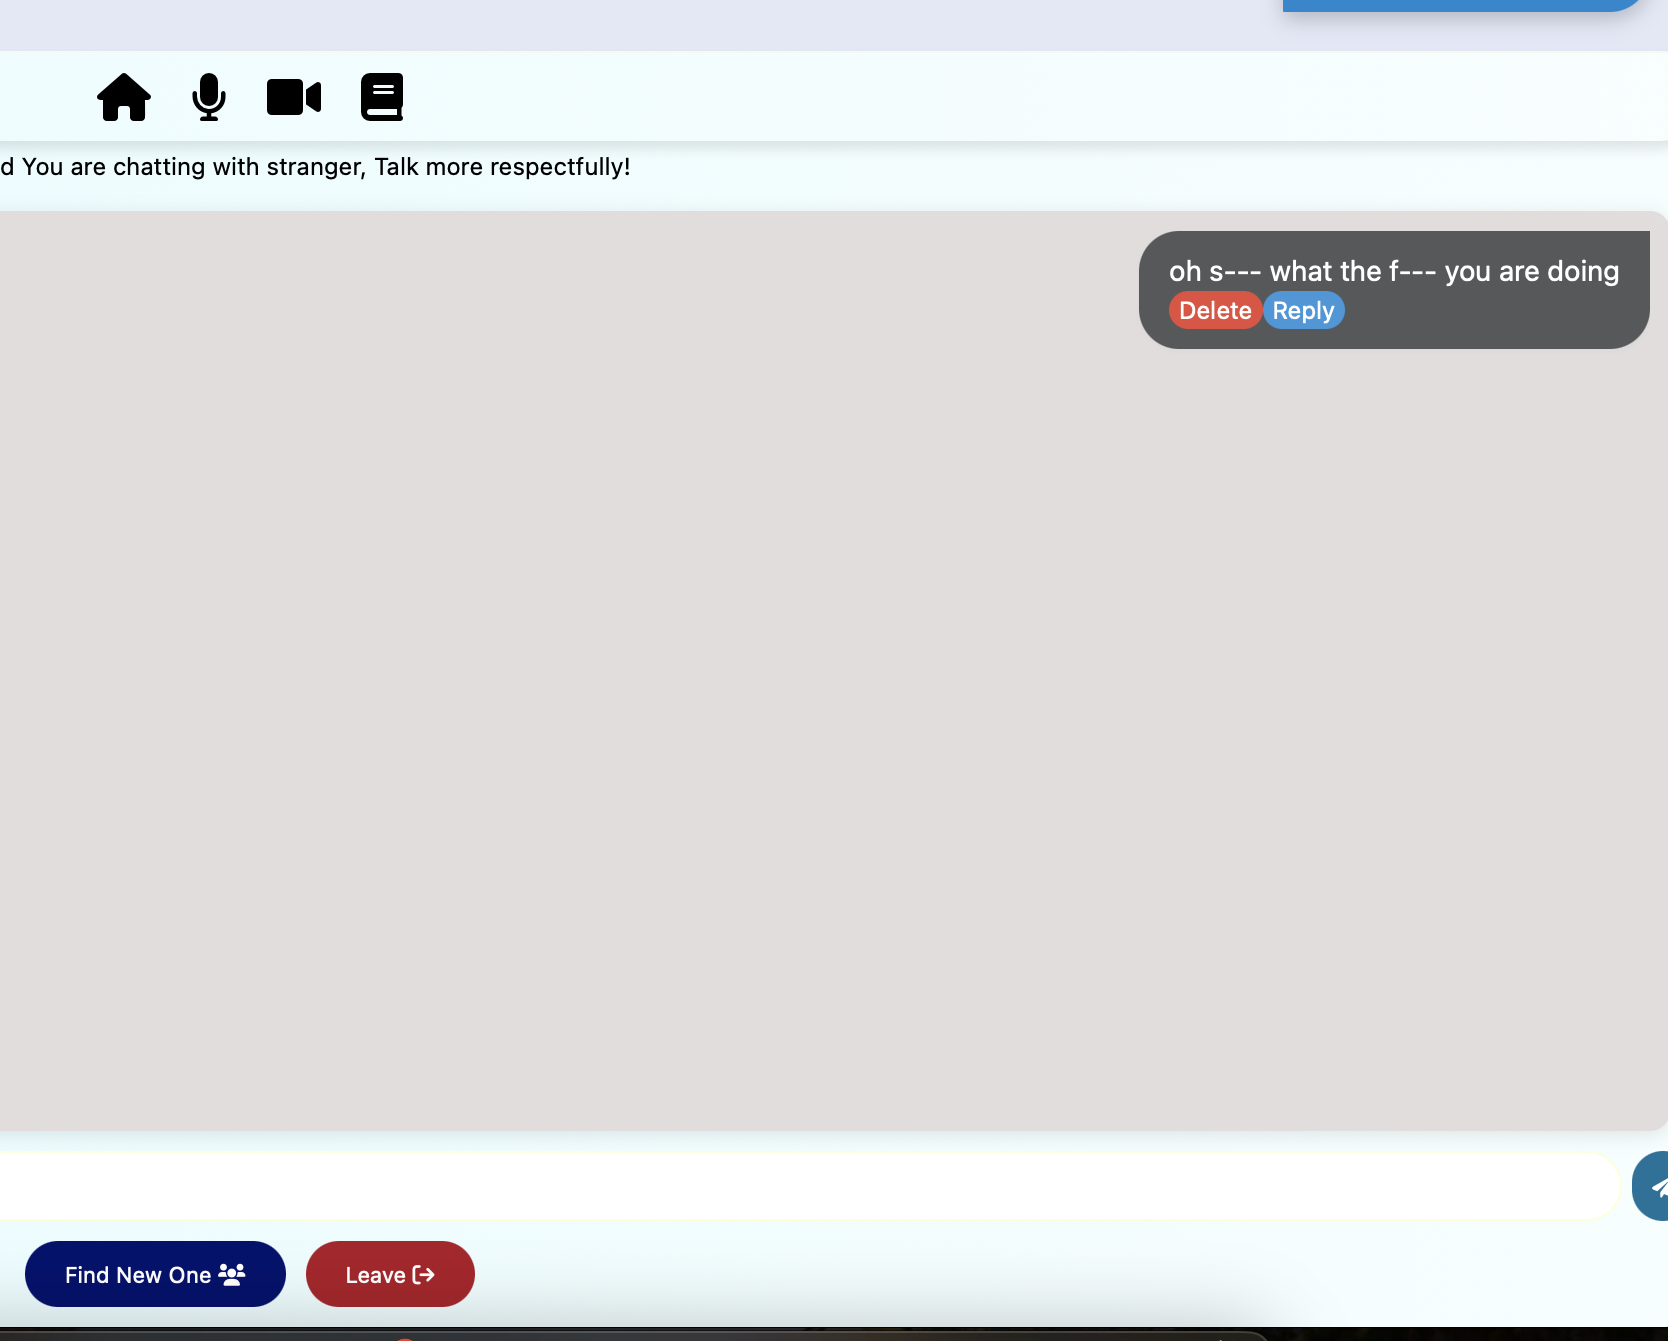 d You are chatting with stranger, Talk more respectfully!
oh s--- what the f--- you are doing
Delete Reply
Find New One Leave